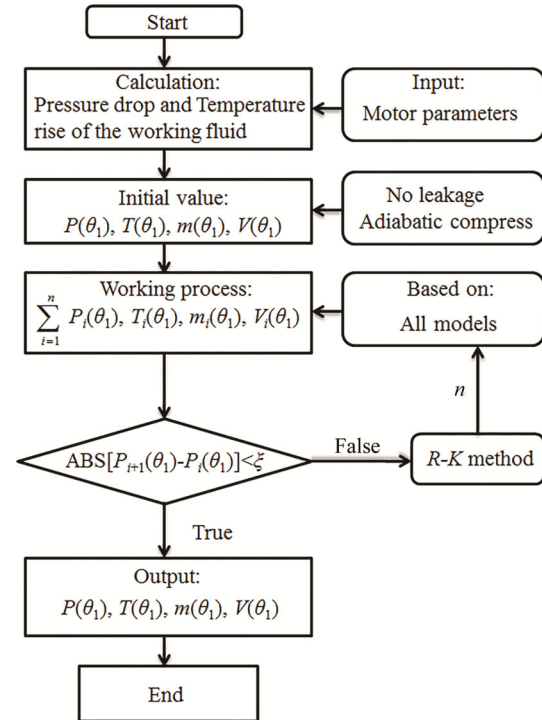 Start
Calculation:
Pressure drop and Temperature
rise of the working fluid
Input:
Motor parameters
Initial value:
P(θ₁), T(θ₁), m(θ₁), V(θ₁)
No leakage
Adiabatic compress
Working process:
n
∑ Pᵢ(θ₁), Tᵢ(θ₁), mᵢ(θ₁), Vᵢ(θ₁)
i=1
Based on:
All models
n
ABS[Pᵢ₊₁(θ₁)-Pᵢ(θ₁)]<ξ
False
R-K method
True
Output:
P(θ₁), T(θ₁), m(θ₁), V(θ₁)
End